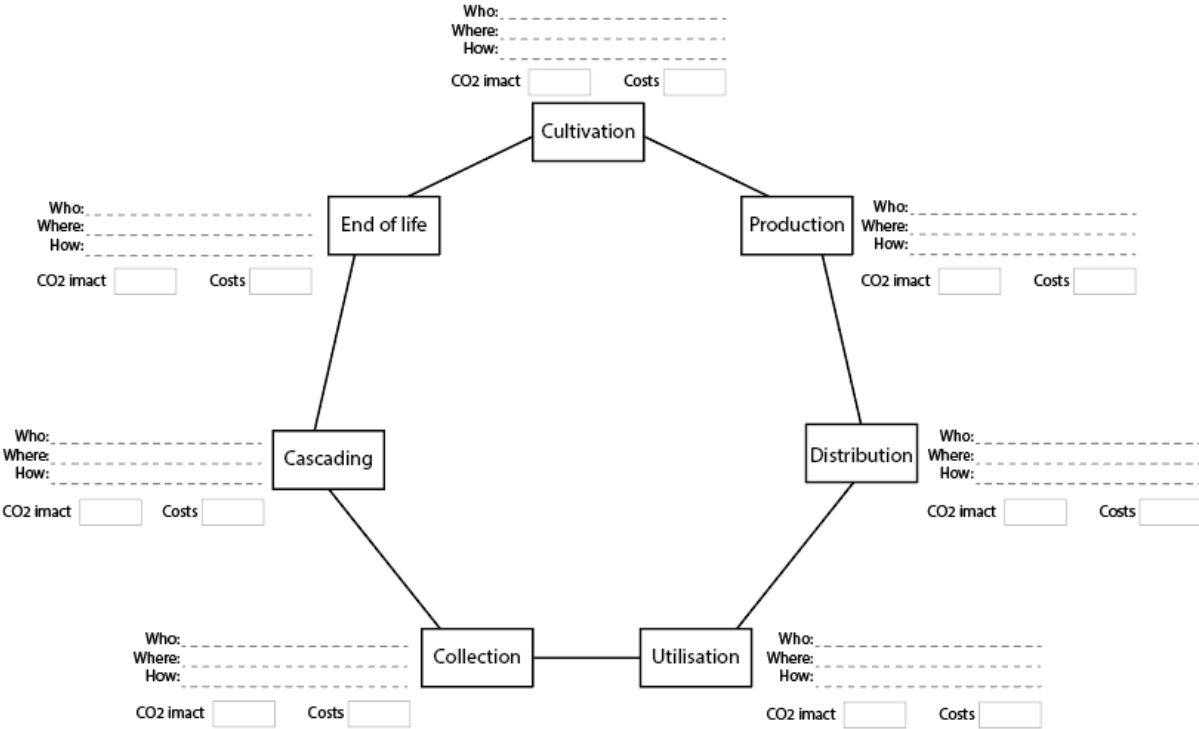 Who:
Where:
How:
CO2 imact Costs
Cultivation
Who:
Where:
How:
CO2 imact Costs
End of life
Production
Who:
Where:
How:
CO2 imact Costs
Who:
Where:
How:
CO2 imact Costs
Cascading
Distribution
Who:
Where:
How:
CO2 imact Costs
Who:
Where:
How:
CO2 imact Costs
Collection
Utilisation
Who:
Where:
How:
CO2 imact Costs